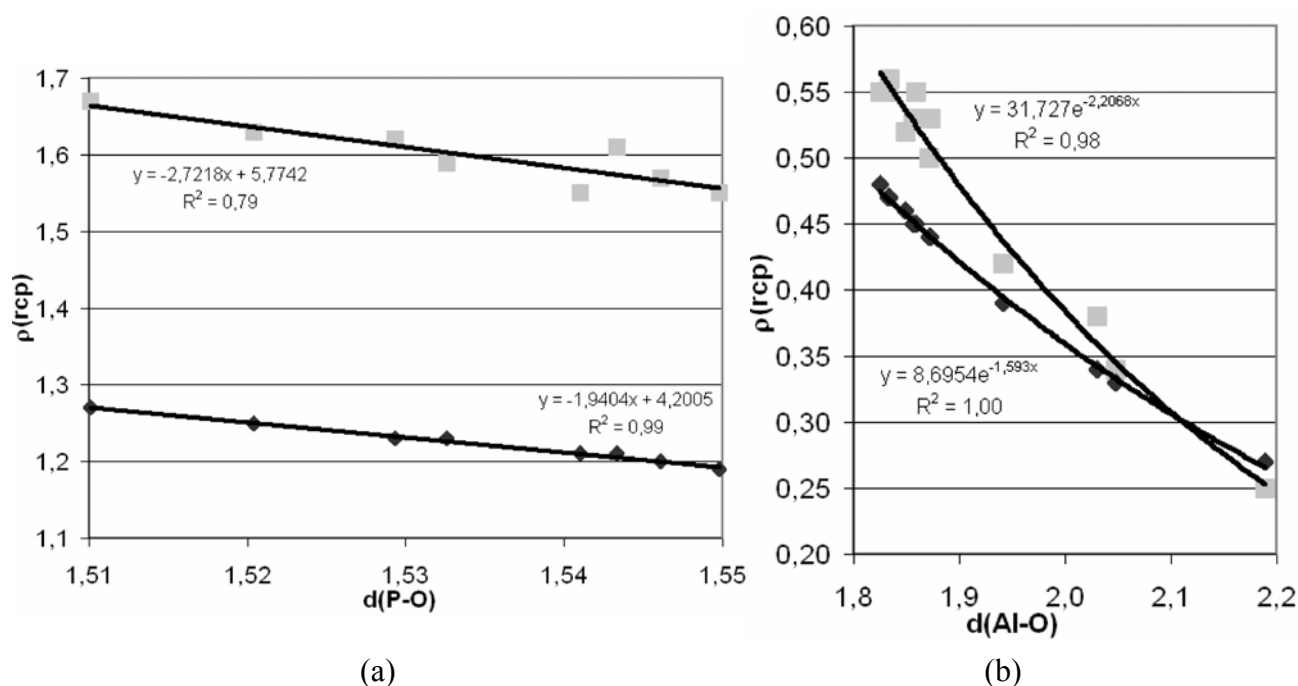 1,7
1,6
1,5
1,4
1,3
1,2
1,1
ρ(rcp)
y = -2,7218x + 5,7742
R² = 0,79
y = -1,9404x + 4,2005
R² = 0,99
1,51 1,52 1,53 1,54 1,55
d(P-O)
(a)
0,60
0,55
0,50
0,45
0,40
0,35
0,30
0,25
0,20
ρ(rcp)
y = 31,727e^-2,2068x
R² = 0,98
y = 8,6954e^-1,593x
R² = 1,00
1,8 1,9 2,0 2,1 2,2
d(Al-O)
(b)